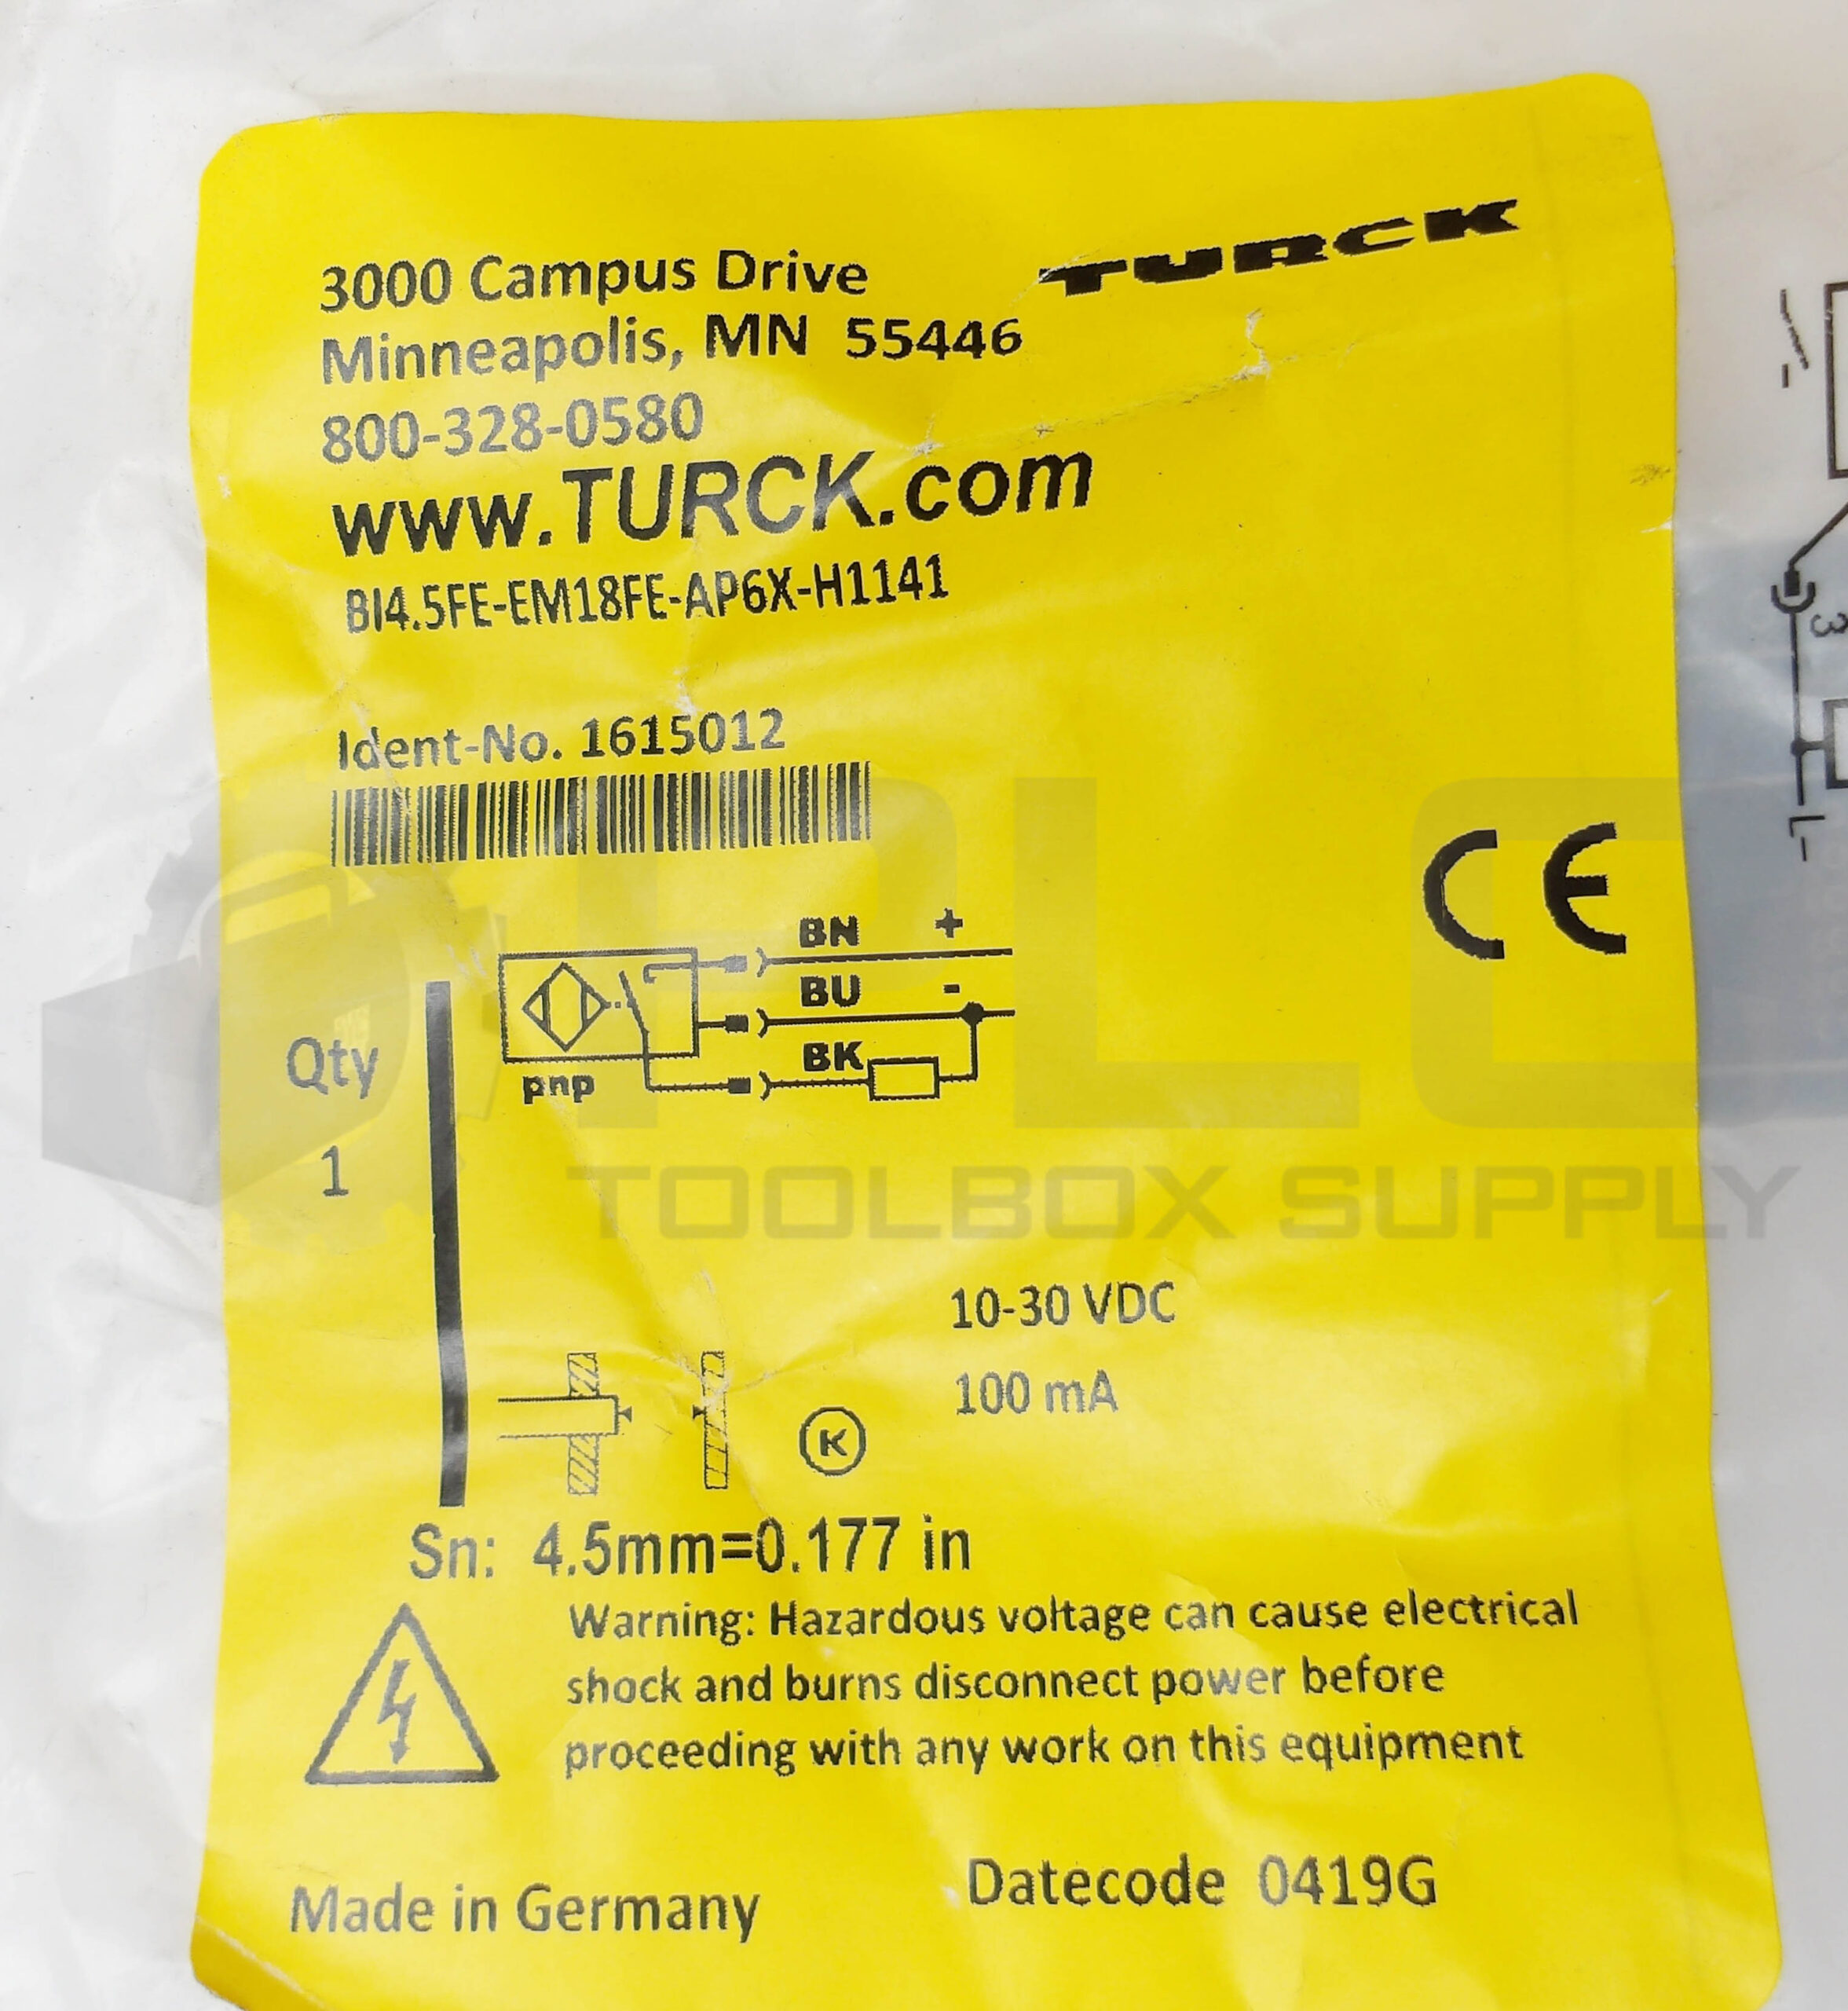 TURCK
3000 Campus Drive
Minneapolis, MN 55446
800-328-0580
www.TURCK.com
BI4.5FE-EM18FE-AP6X-H1141
Ident-No. 1615012
CE
BN +
BU -
BK
pnp
Qty
1
3
L-
PLC
TOOLBOX SUPPLY
10-30 VDC
100 mA
K
Sn: 4.5mm=0.177 in
Warning: Hazardous voltage can cause electrical
shock and burns disconnect power before
proceeding with any work on this equipment
Made in Germany
Datecode 0419G